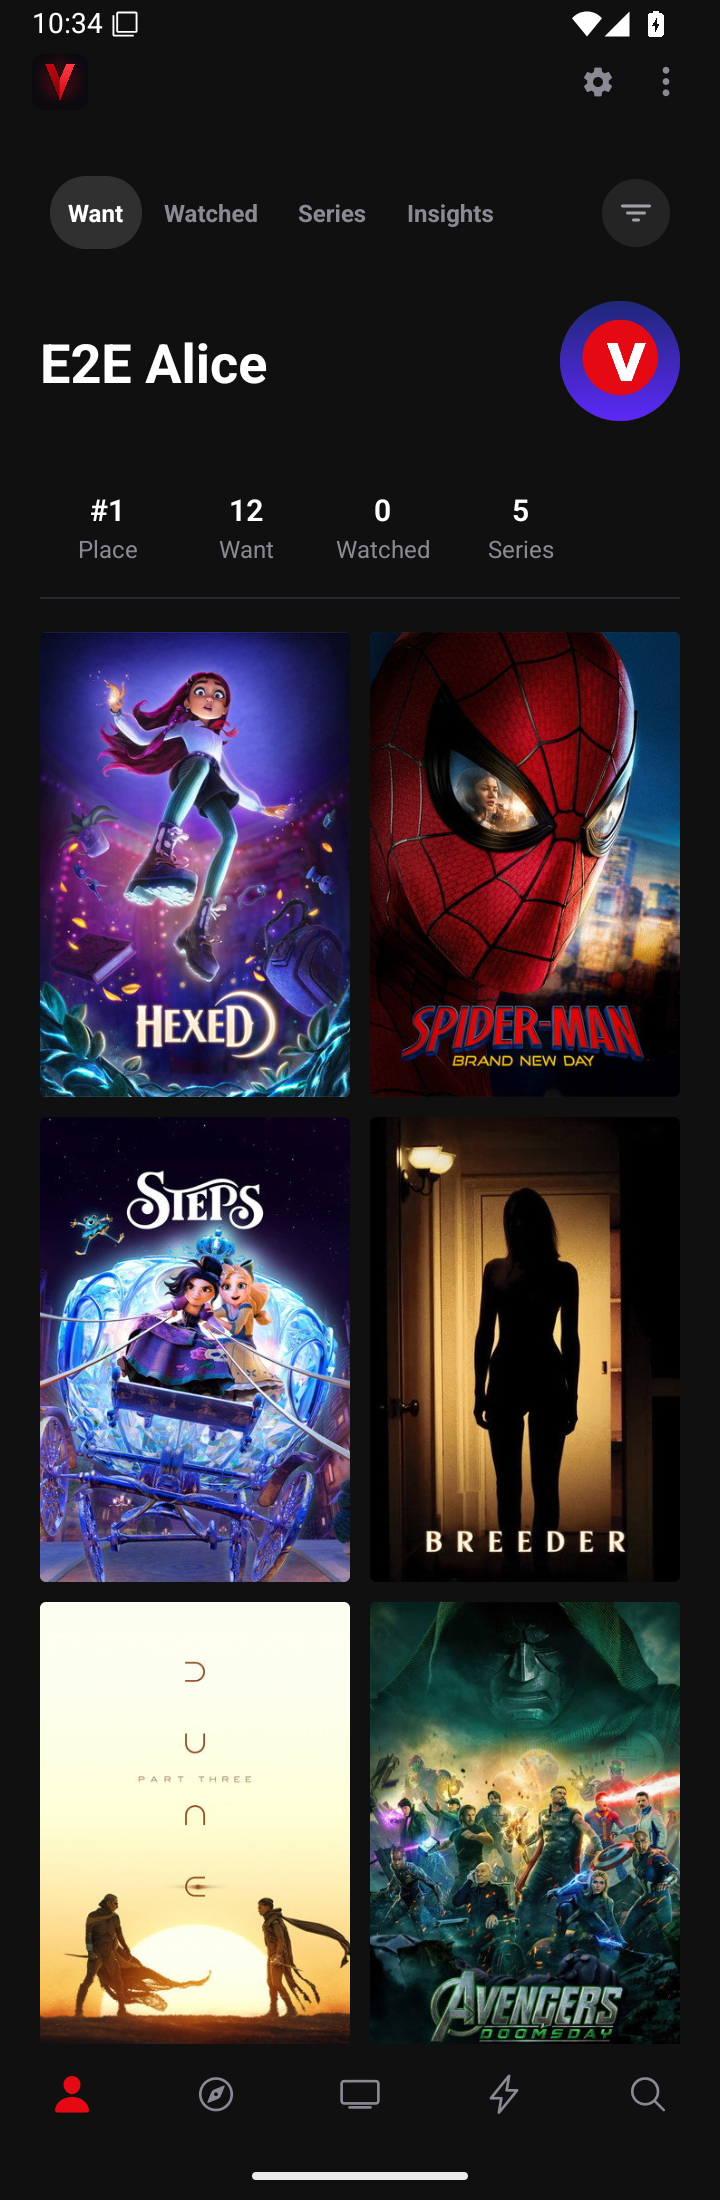 10:34
Want Watched Series Insights
E2E Alice
V
#1 12 0 5
Place Want Watched Series
HEXED
SPIDER-MAN
BRAND NEW DAY
STEPS
BREEDER
DUNE
PART THREE
AVENGERS
DOOMSDAY